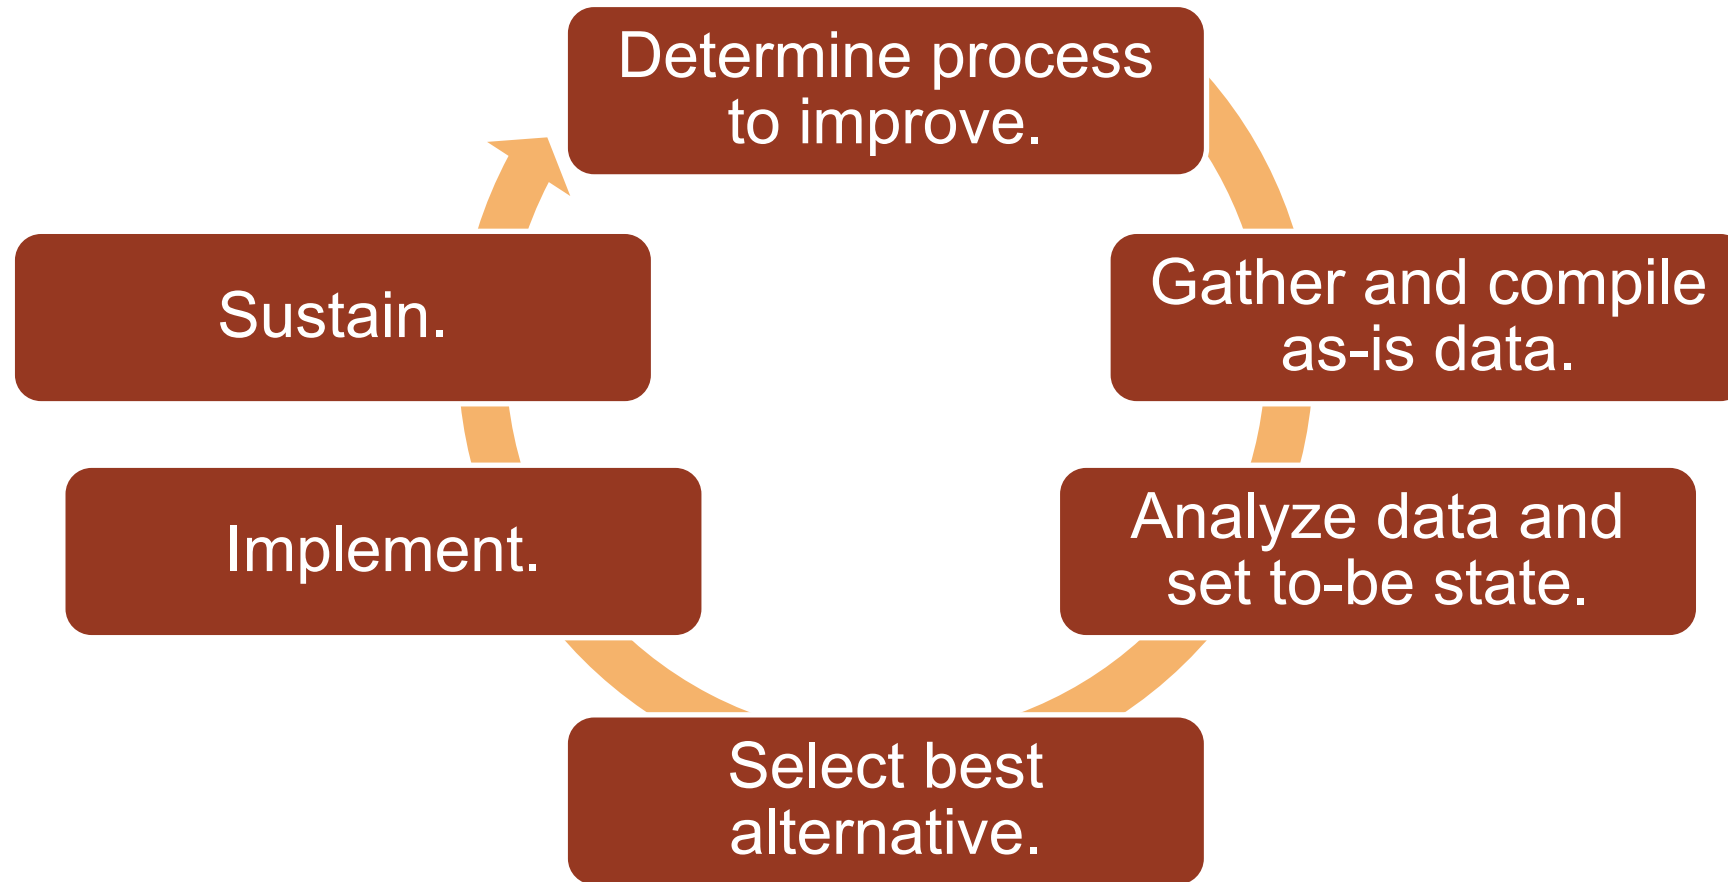 Determine process
to improve.
Gather and compile
as-is data.
Analyze data and
set to-be state.
Select best
alternative.
Implement.
Sustain.